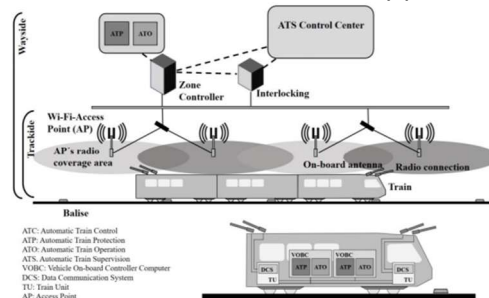 Wayside
ATP ATO
ATS Control Center
Zone
Controller
Interlocking
Trackide
Wi-Fi-Access
Point (AP)
AP´s radio
coverage area
On-board antenna
Radio connection
Train
Balise
ATC: Automatic Train Control
ATP: Automatic Train Protection
ATO: Automatic Train Operation
ATS. Automatic Train Supervision
VOBC: Vehicle On-board Controller Computer
DCS: Data Communication System
TU: Train Unit
AP: Access Point
VOBC VOBC
DCS ATP ATO ATP ATO DCS
TU TU